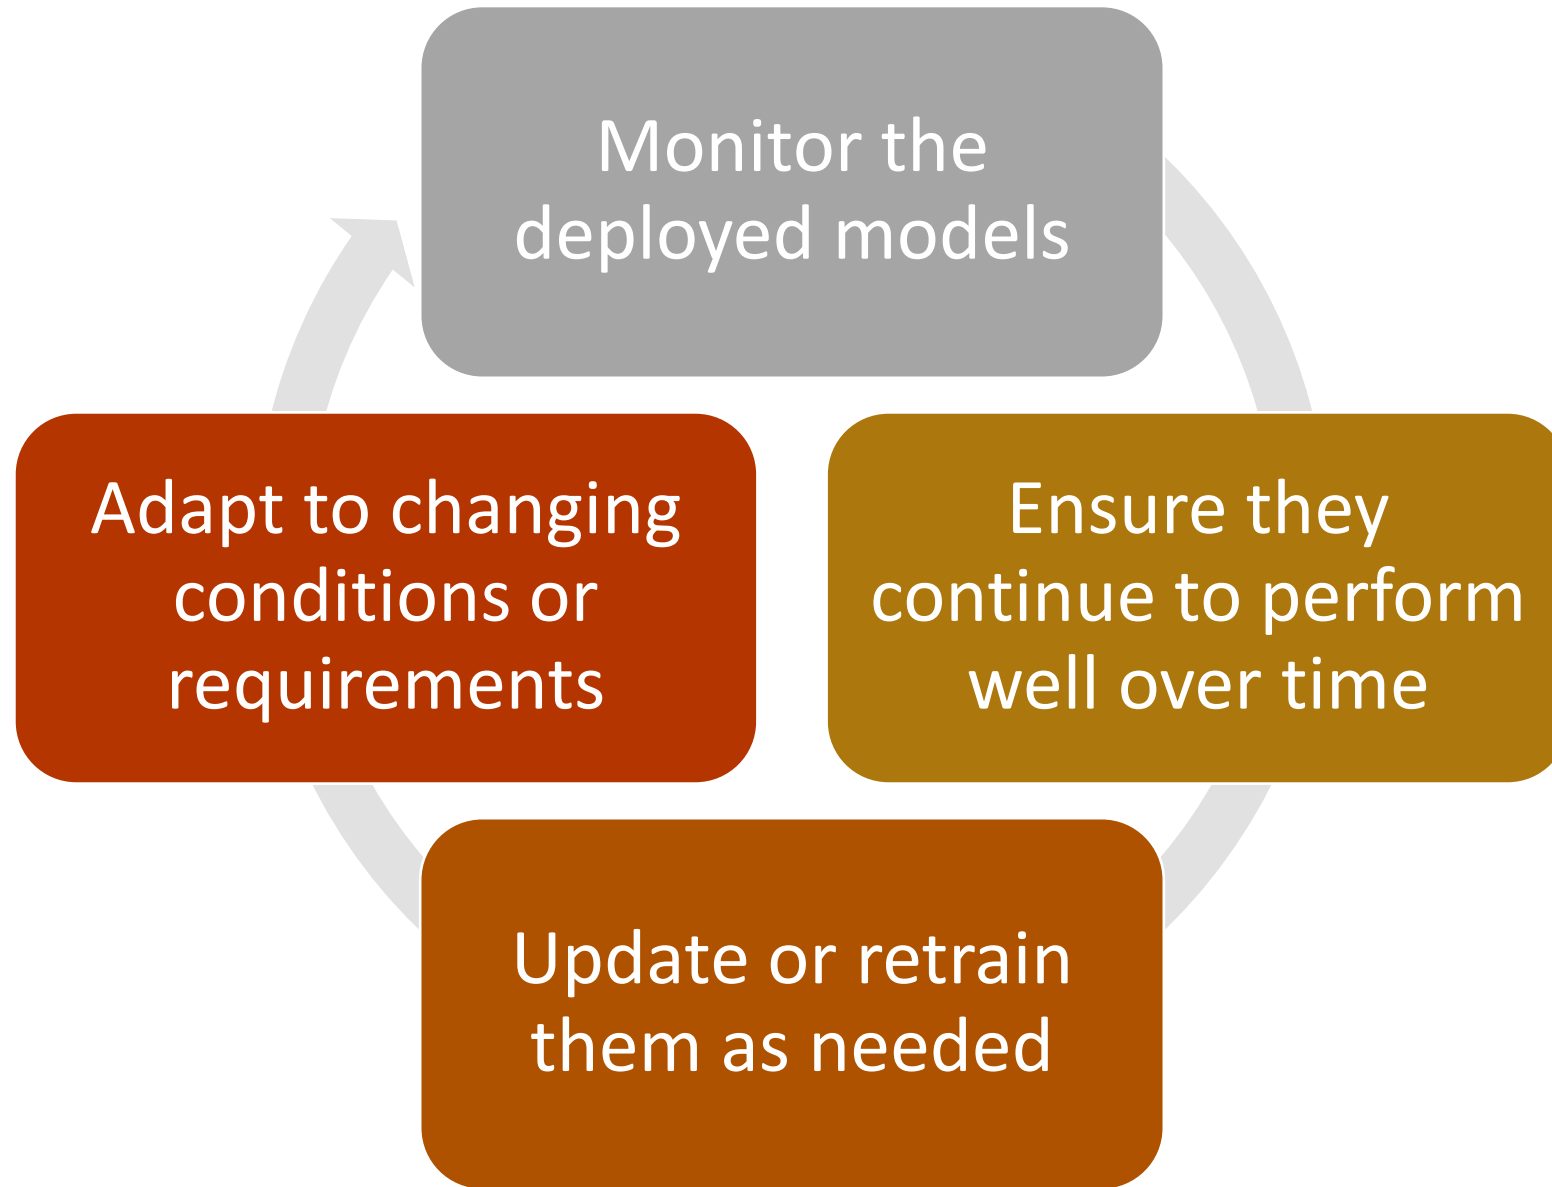 Monitor the
deployed models
Ensure they
continue to perform
well over time
Update or retrain
them as needed
Adapt to changing
conditions or
requirements